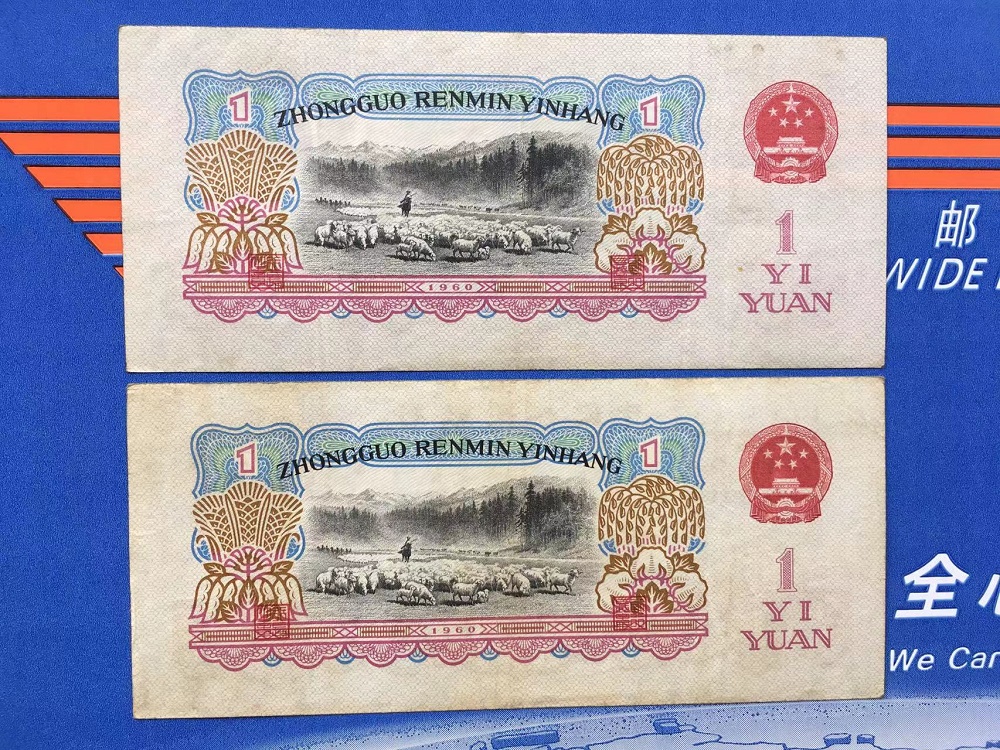 1 ZHONGGUO RENMIN YINHANG 1
1960
1
YI
YUAN
邮
WIDE
1 ZHONGGUO RENMIN YINHANG 1
1960
1
YI
YUAN
全心
We Car